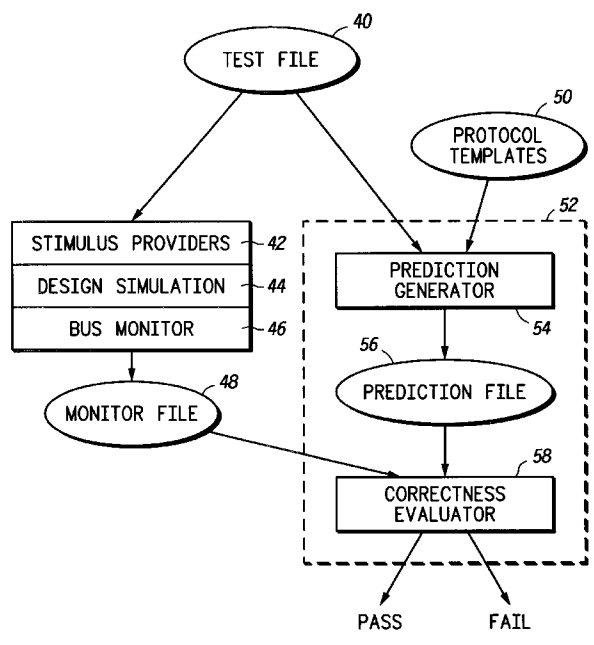 40
TEST FILE
50
PROTOCOL
TEMPLATES
52
STIMULUS PROVIDERS 42
DESIGN SIMULATION 44
BUS MONITOR 46
PREDICTION
GENERATOR
54
56
PREDICTION FILE
48
MONITOR FILE
58
CORRECTNESS
EVALUATOR
PASS
FAIL